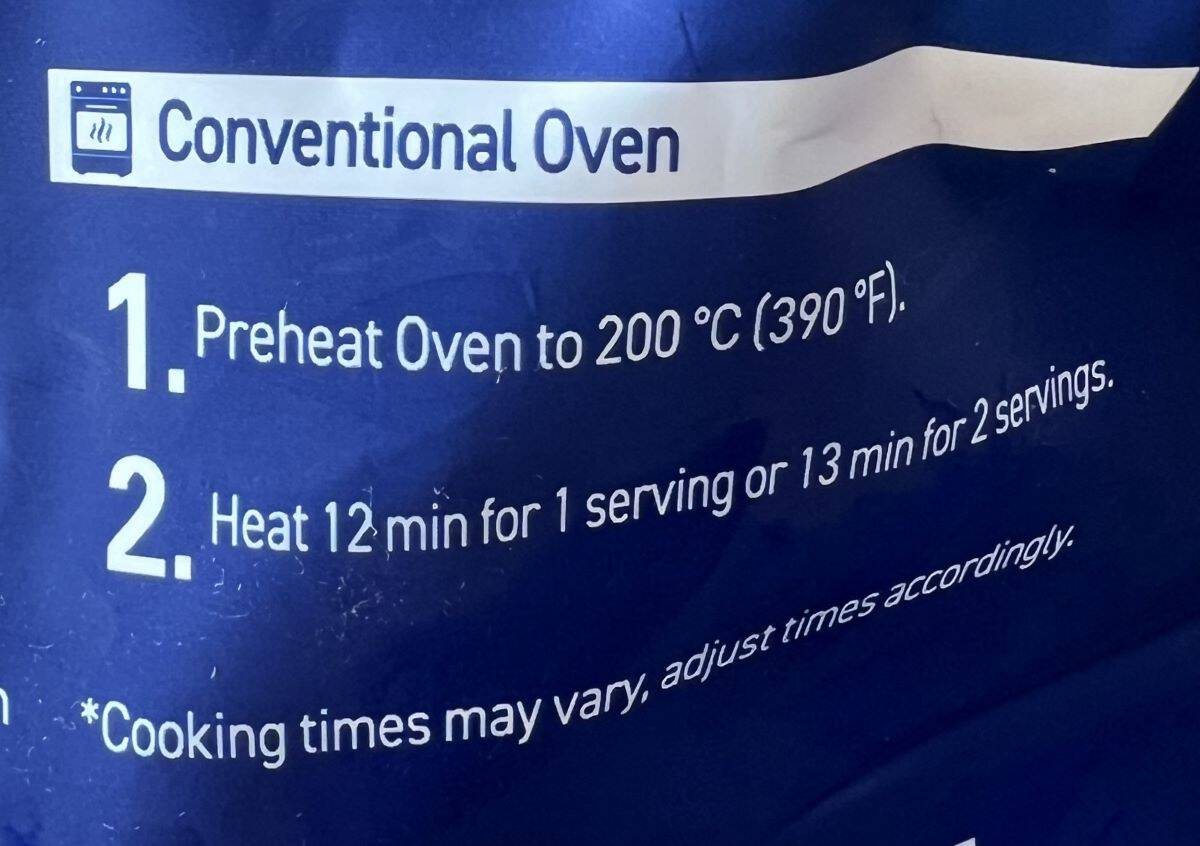 Conventional Oven
1. Preheat Oven to 200 °C (390 °F).
2. Heat 12 min for 1 serving or 13 min for 2 servings.
*Cooking times may vary, adjust times accordingly.